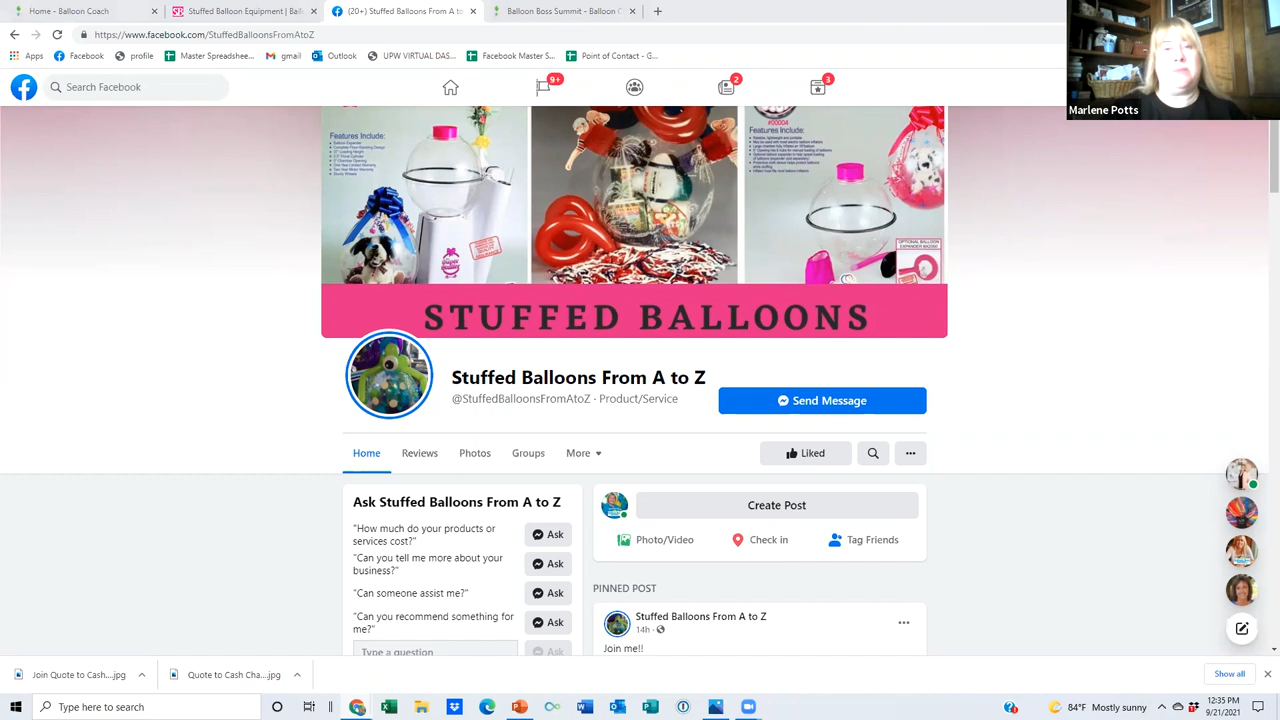 Home - Balloon Coach
Stuffed Balloon Equipment | Ball
(20+) Stuffed Balloons From A to
Balloon Boss Summit - Balloon C
https://www.facebook.com/StuffedBalloonsFromAtoZ
Apps
Facebook
profile
Master Spreadshee...
gmail
Outlook
UPW VIRTUAL DAS...
Facebook Master S...
Point of Contact - G...
Search Facebook
9+
2
3
Marlene Potts
Features Include:
#00004
Features Include:
STUFFED BALLOONS
Stuffed Balloons From A to Z
@StuffedBalloonsFromAtoZ · Product/Service
Send Message
Home
Reviews
Photos
Groups
More
Liked
Ask Stuffed Balloons From A to Z
"How much do your products or
services cost?"
Ask
"Can you tell me more about your
business?"
Ask
"Can someone assist me?"
Ask
"Can you recommend something for
me?"
Ask
Type a question
Ask
Create Post
Photo/Video
Check in
Tag Friends
PINNED POST
Stuffed Balloons From A to Z
14h ·
Join me!!
Join Quote to Cash....jpg
Quote to Cash Cha....jpg
Show all
Type here to search
84°F Mostly sunny
12:35 PM
9/21/2021